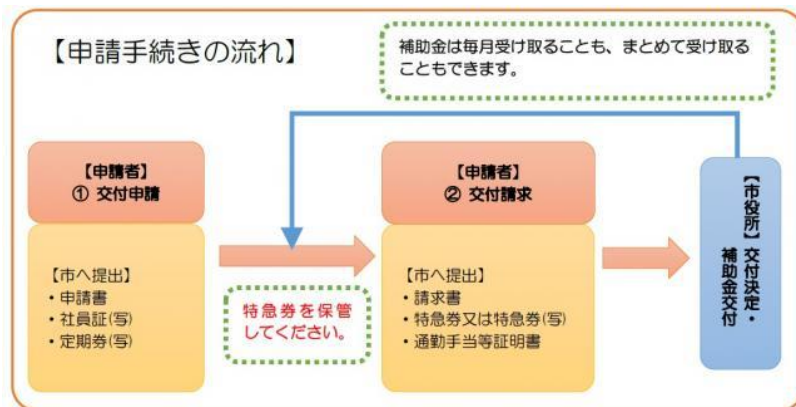 【申請手続きの流れ】
補助金は毎月受け取ることも、まとめて受け取る
こともできます。
【申請者】
① 交付申請
【市へ提出】
・申請書
・社員証(写)
・定期券(写)
特急券を保管
してください。
【申請者】
② 交付請求
【市へ提出】
・請求書
・特急券又は特急券(写)
・通勤手当等証明書
【市役所】交付決定・
補助金交付